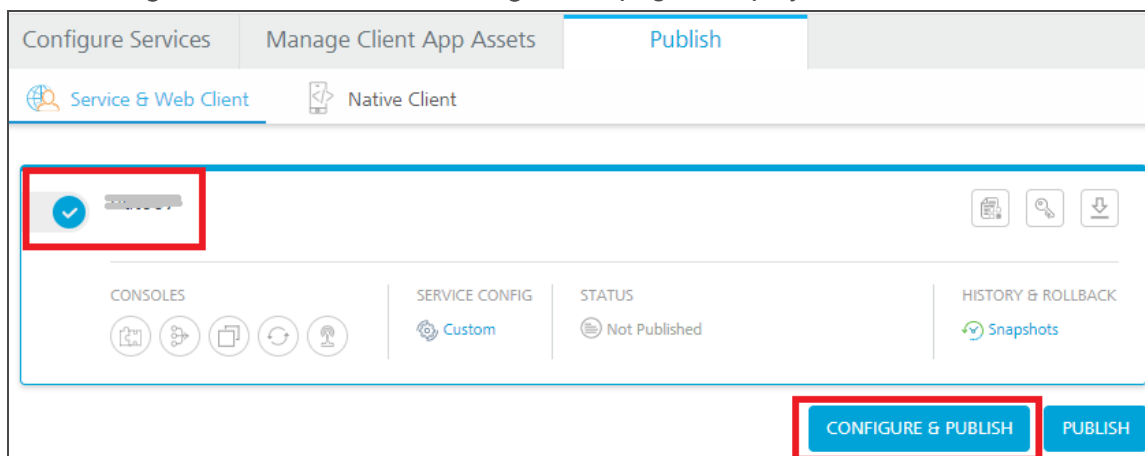 Configure Services Manage Client App Assets Publish
Service & Web Client Native Client
CONSOLES SERVICE CONFIG STATUS HISTORY & ROLLBACK
Custom Not Published Snapshots
CONFIGURE & PUBLISH PUBLISH